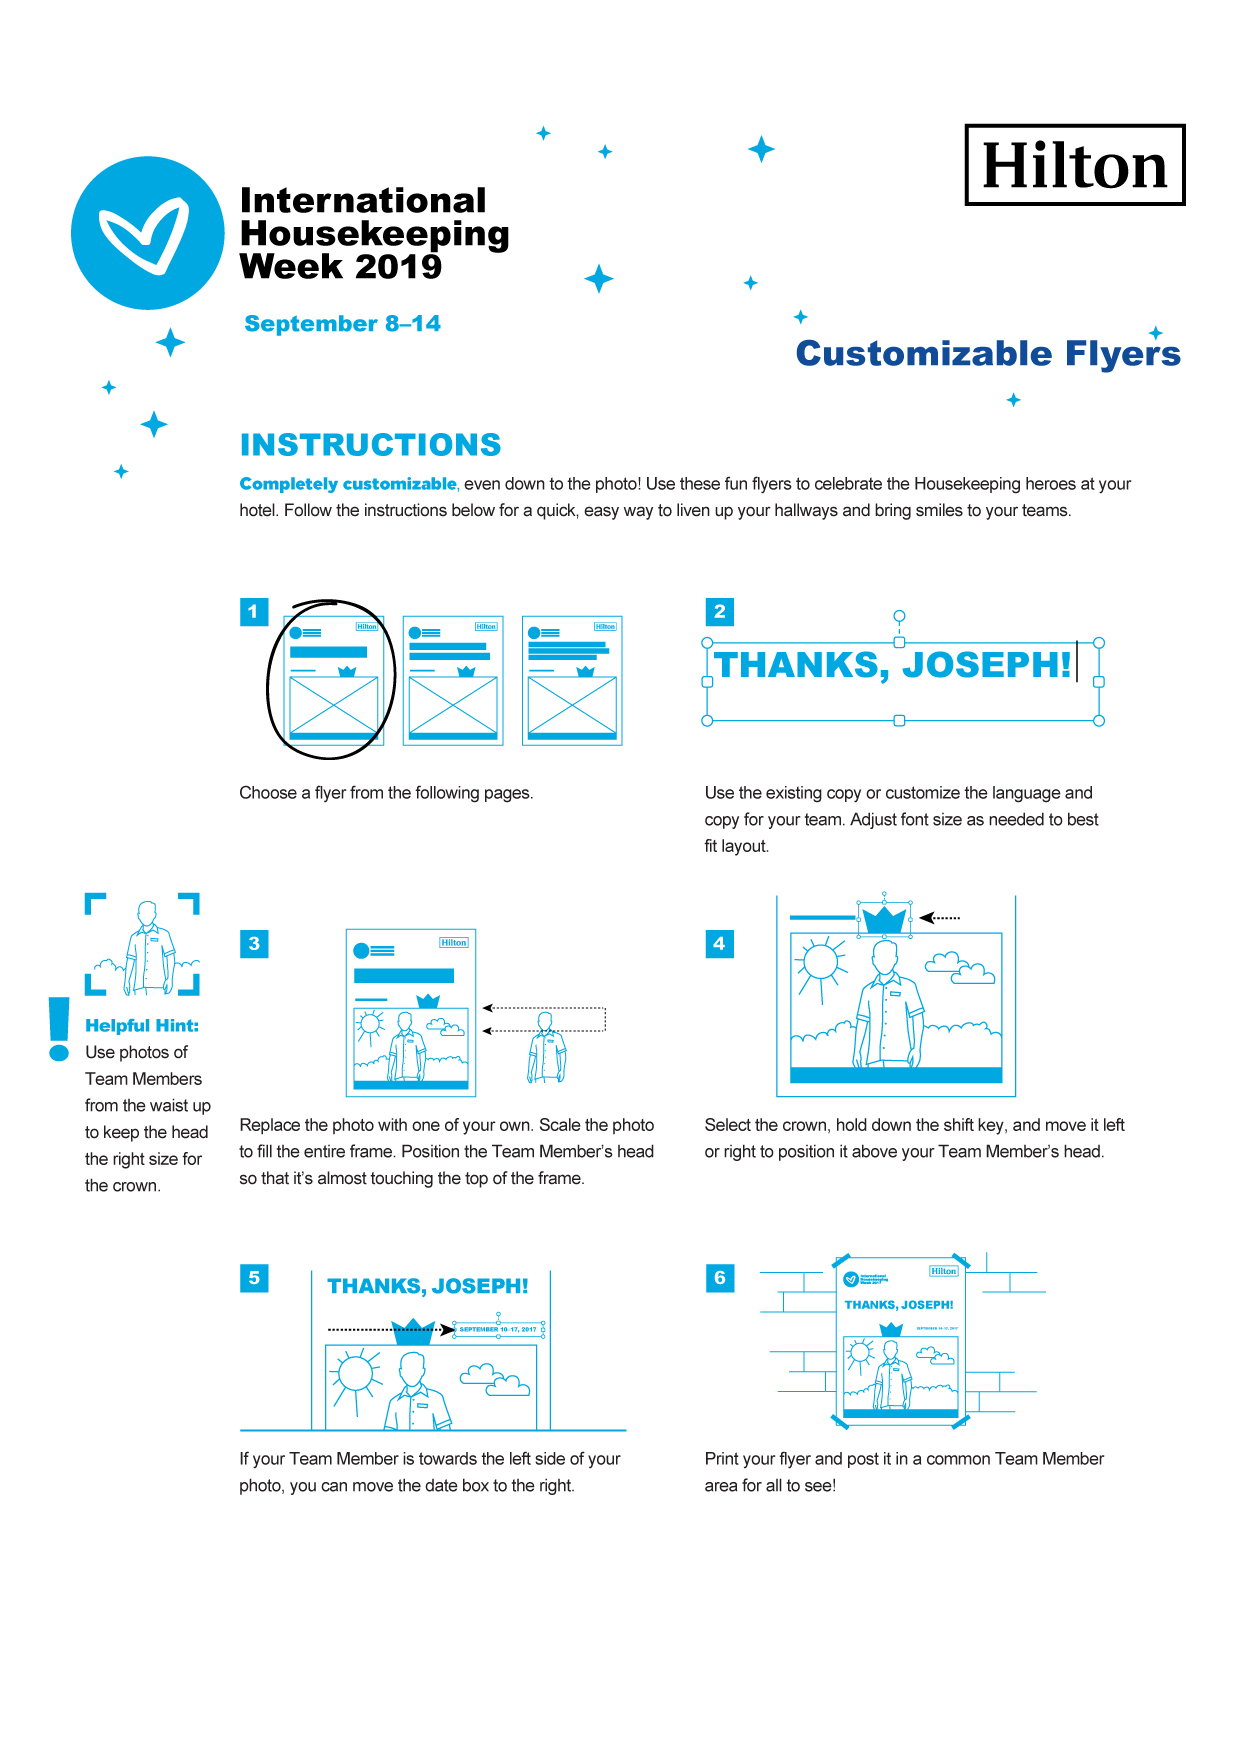 International
Housekeeping
Week 2019
September 8–14
Hilton
Customizable Flyers
INSTRUCTIONS
Completely customizable, even down to the photo! Use these fun flyers to celebrate the Housekeeping heroes at your
hotel. Follow the instructions below for a quick, easy way to liven up your hallways and bring smiles to your teams.
1
Hilton
Hilton
Hilton
Choose a flyer from the following pages.
2
THANKS, JOSEPH!
Use the existing copy or customize the language and
copy for your team. Adjust font size as needed to best
fit layout.
!
Helpful Hint:
Use photos of
Team Members
from the waist up
to keep the head
the right size for
the crown.
3
Hilton
Replace the photo with one of your own. Scale the photo
to fill the entire frame. Position the Team Member’s head
so that it’s almost touching the top of the frame.
4
Select the crown, hold down the shift key, and move it left
or right to position it above your Team Member’s head.
5
THANKS, JOSEPH!
SEPTEMBER 10–17, 2017
If your Team Member is towards the left side of your
photo, you can move the date box to the right.
6
International
Housekeeping
Week 2017
Hilton
THANKS, JOSEPH!
SEPTEMBER 10–17, 2017
Print your flyer and post it in a common Team Member
area for all to see!